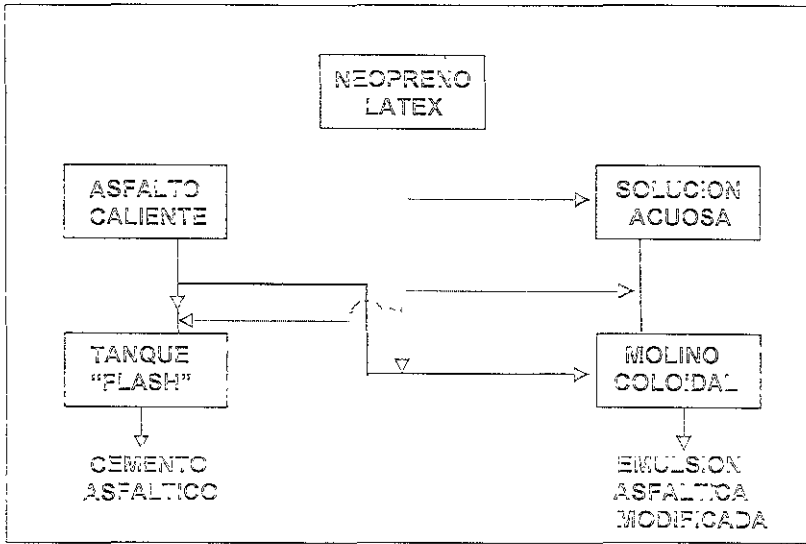 NEOPRENO
LATEX
ASFALTO
CALIENTE
SOLUCION
ACUOSA
TANQUE
"FLASH"
MOLINO
COLOIDAL
CEMENTO
ASFALTICO
EMULSION
ASFALTICA
MODIFICADA